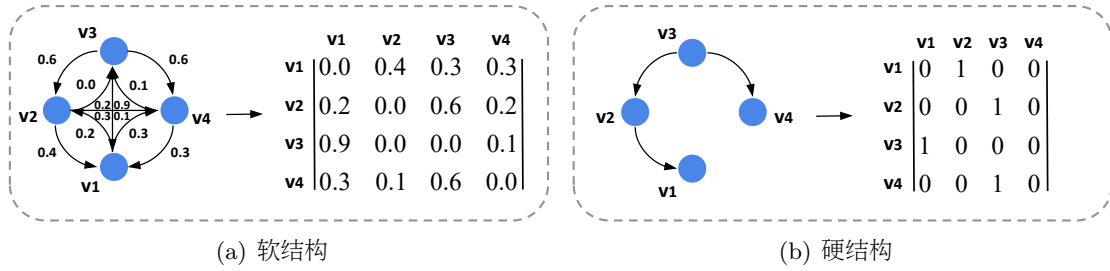 v3
0.6
0.6
0.0
0.1
0.2
0.9
v2
0.3
0.1
v4
0.2
0.3
0.4
0.3
v1
v1 v2 v3 v4
v1 0.0 0.4 0.3 0.3
v2 0.2 0.0 0.6 0.2
v3 0.9 0.0 0.0 0.1
v4 0.3 0.1 0.6 0.0
(a) 软结构
v3
v2
v4
v1
v1 v2 v3 v4
v1 0 1 0 0
v2 0 0 1 0
v3 1 0 0 0
v4 0 0 1 0
(b) 硬结构